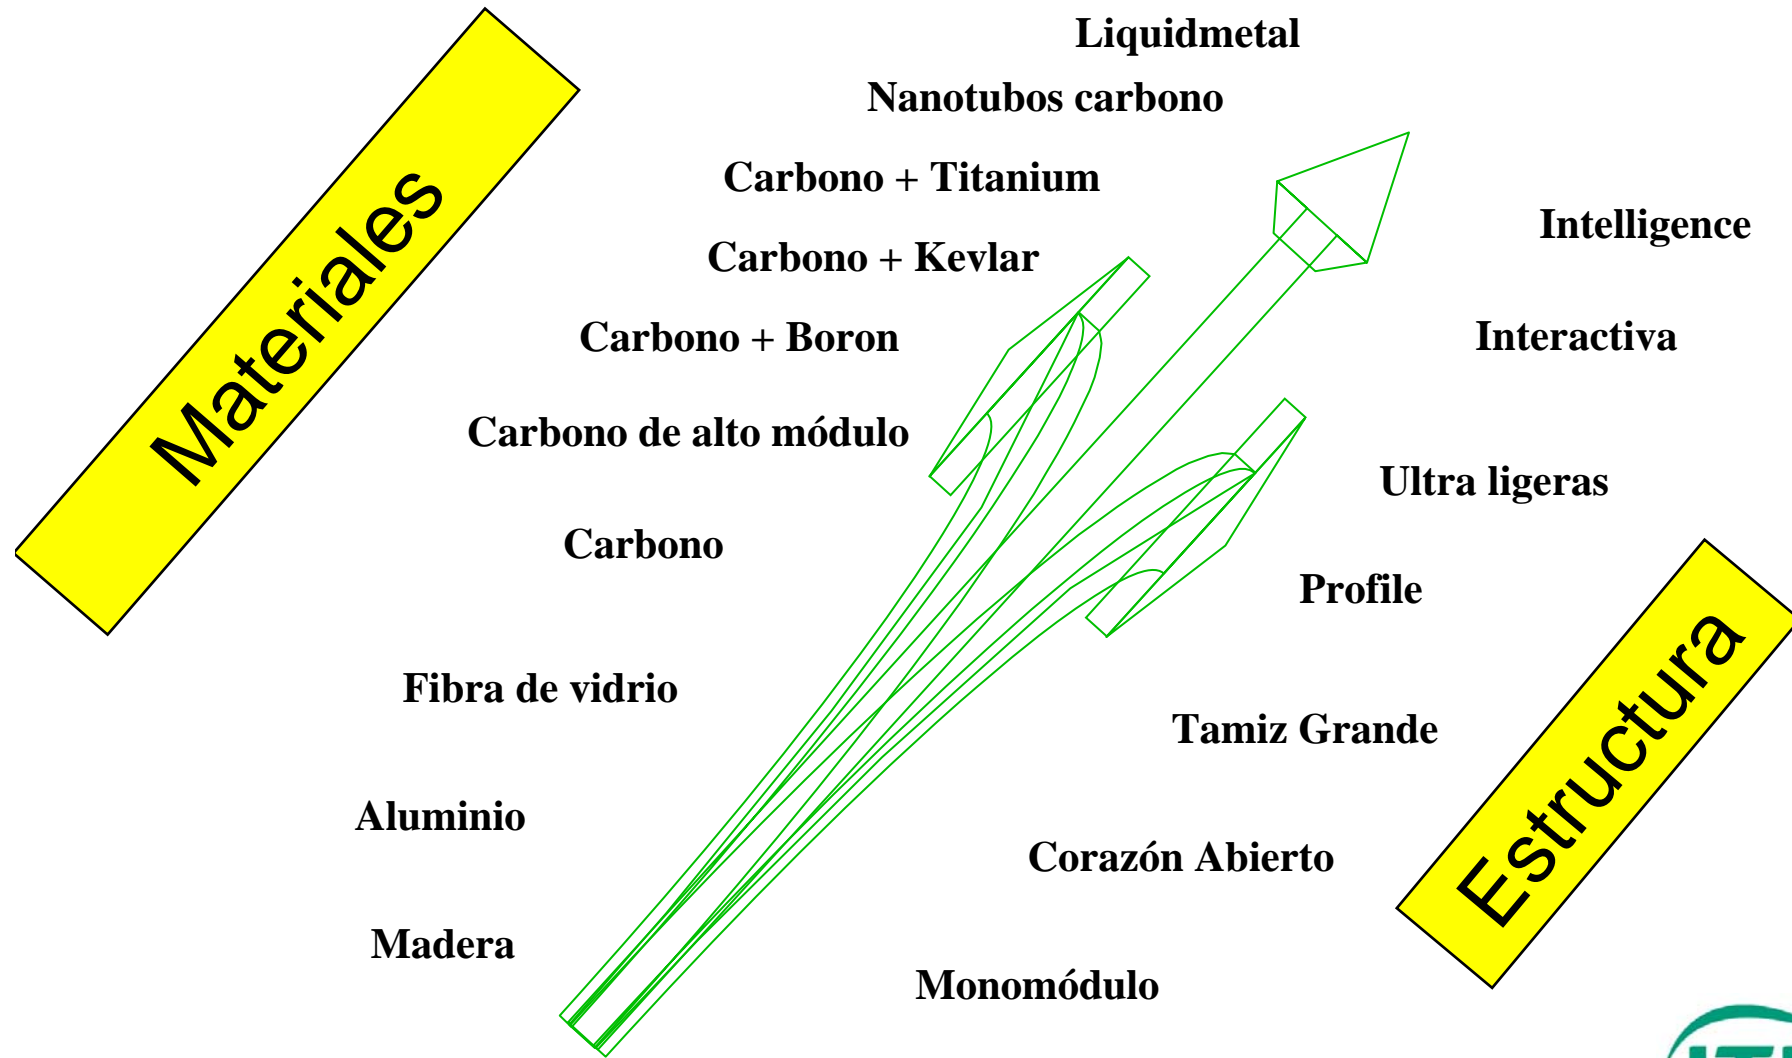 Liquidmetal
Nanotubos carbono
Carbono + Titanium
Carbono + Kevlar
Carbono + Boron
Carbono de alto módulo
Carbono
Fibra de vidrio
Aluminio
Madera
Materiales
Intelligence
Interactiva
Ultra ligeras
Profile
Tamiz Grande
Corazón Abierto
Monomódulo
Estructura